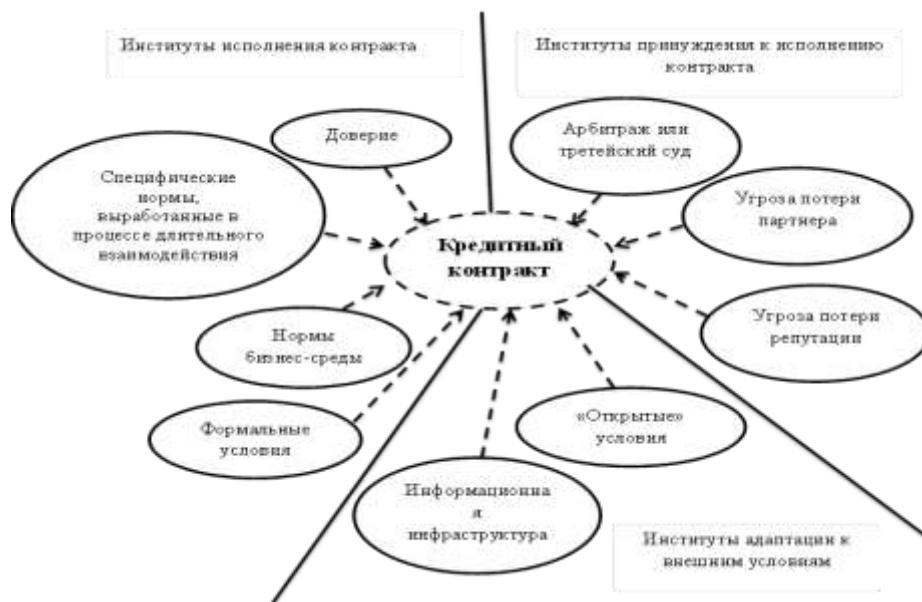 Институты исполнения контракта
Институты принуждения к исполнению
контракта
Доверие
Арбитраж или
третейский суд
Специфические
нормы,
выработанные в
процессе длительного
взаимодействия
Угроза потери
партнера
Кредитный
контракт
Угроза потери
репутации
Нормы
бизнес-среды
«Открытые»
условия
Формальные
условия
Информационна
я
инфраструктура
Институты адаптации к
внешним условиям